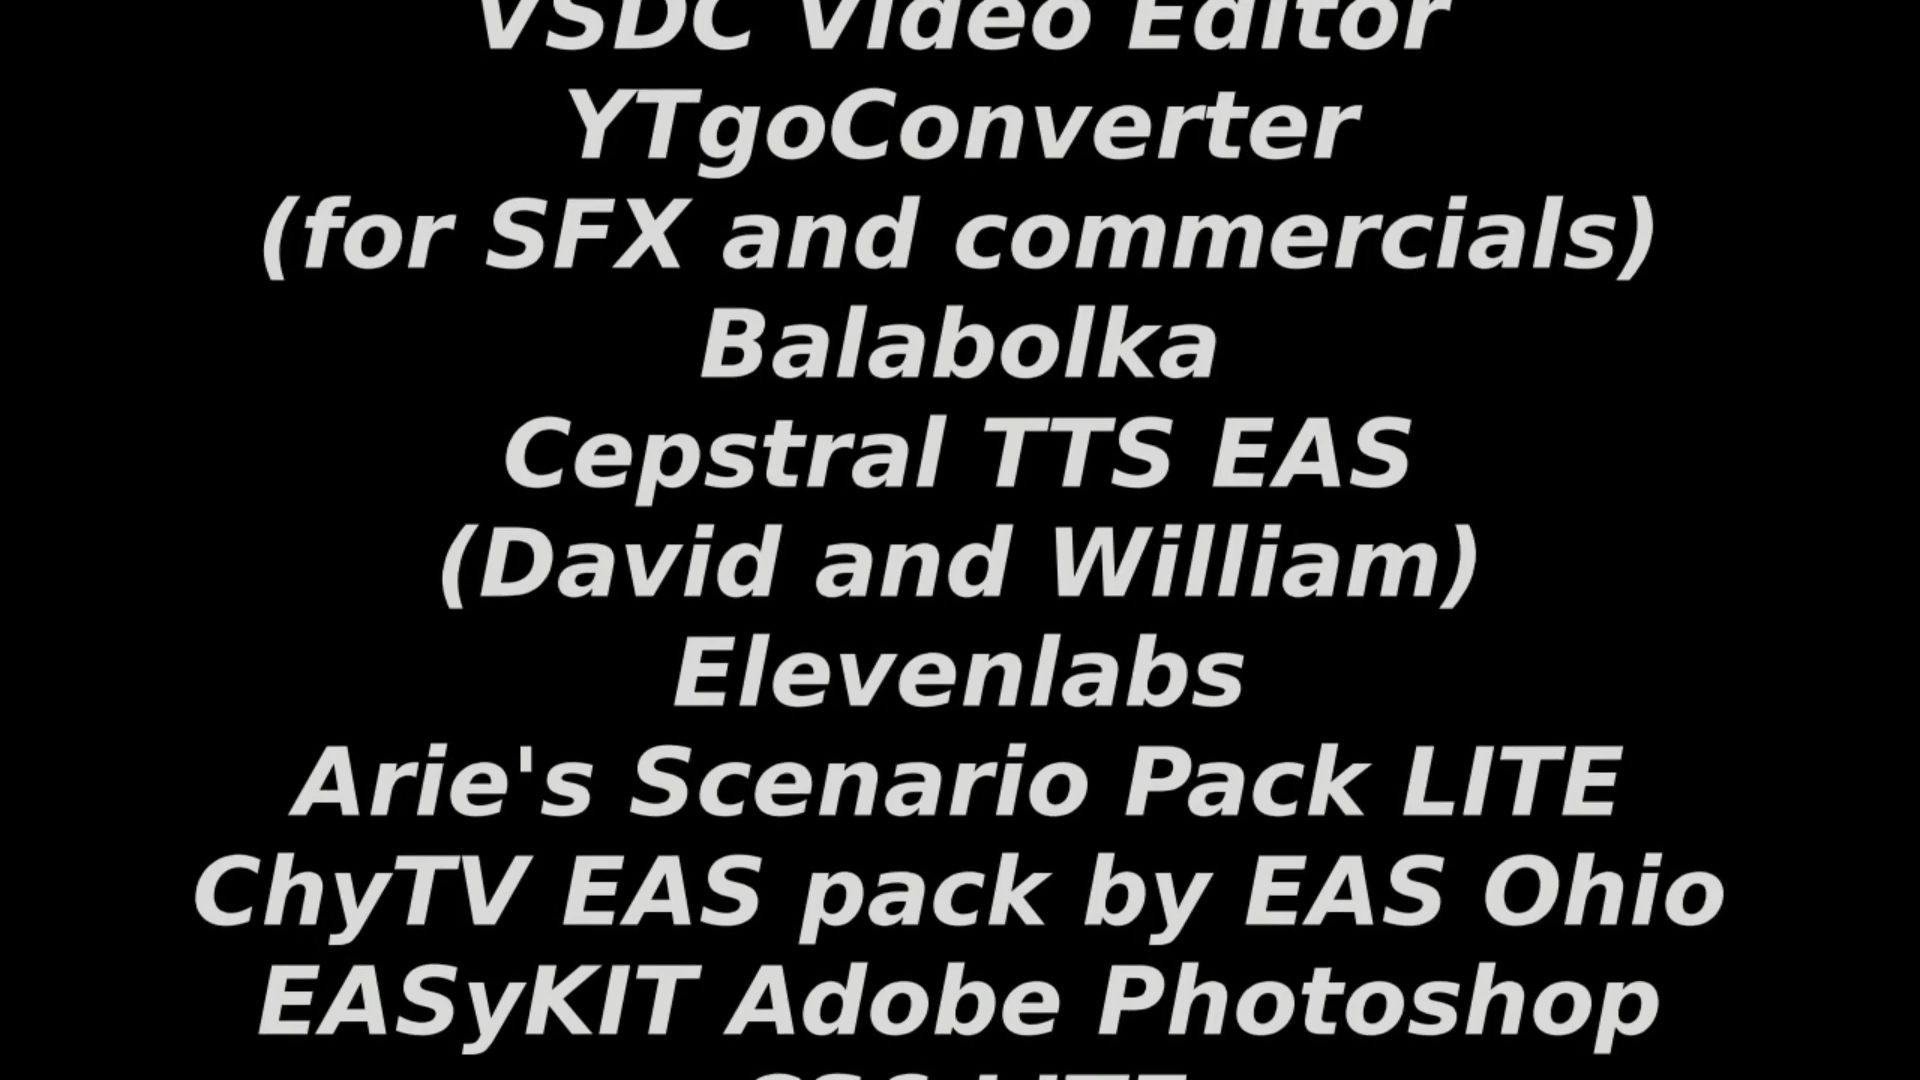 VSDC Video Editor
YTgoConverter
(for SFX and commercials)
Balabolka
Cepstral TTS EAS
(David and William)
Elevenlabs
Arie's Scenario Pack LITE
ChyTV EAS pack by EAS Ohio
EASyKIT Adobe Photoshop